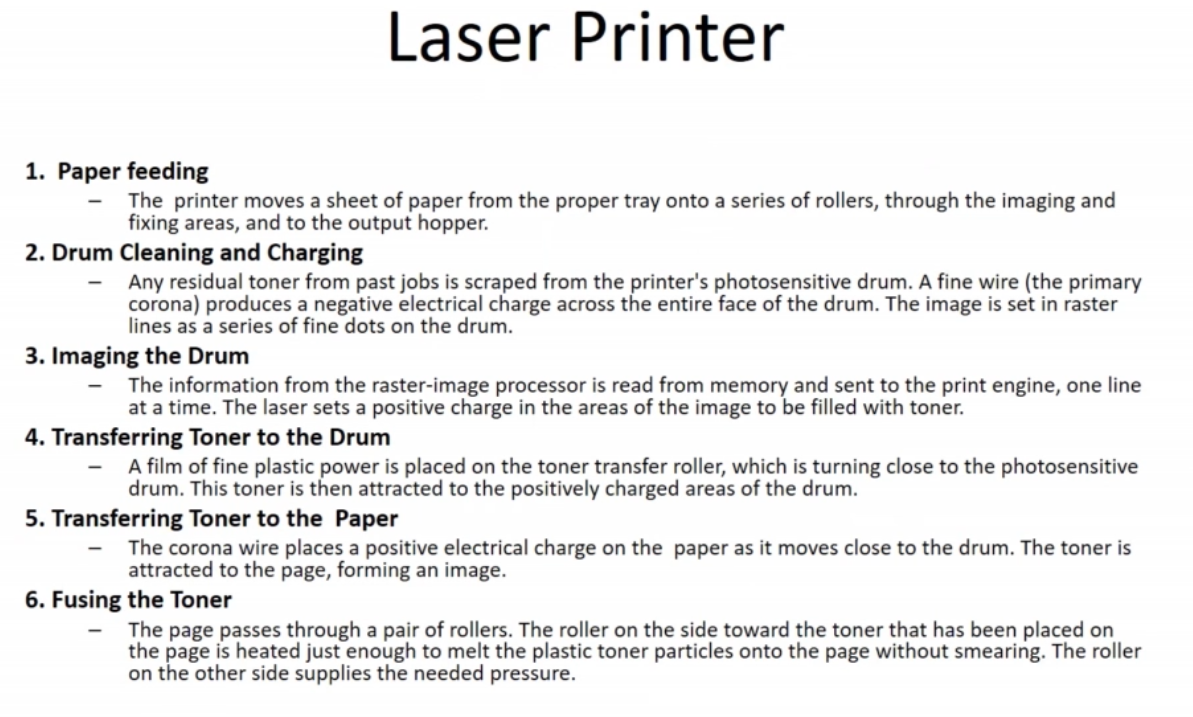 Laser Printer
1. Paper feeding
– The printer moves a sheet of paper from the proper tray onto a series of rollers, through the imaging and
fixing areas, and to the output hopper.
2. Drum Cleaning and Charging
– Any residual toner from past jobs is scraped from the printer's photosensitive drum. A fine wire (the primary
corona) produces a negative electrical charge across the entire face of the drum. The image is set in raster
lines as a series of fine dots on the drum.
3. Imaging the Drum
– The information from the raster-image processor is read from memory and sent to the print engine, one line
at a time. The laser sets a positive charge in the areas of the image to be filled with toner.
4. Transferring Toner to the Drum
– A film of fine plastic power is placed on the toner transfer roller, which is turning close to the photosensitive
drum. This toner is then attracted to the positively charged areas of the drum.
5. Transferring Toner to the Paper
– The corona wire places a positive electrical charge on the paper as it moves close to the drum. The toner is
attracted to the page, forming an image.
6. Fusing the Toner
– The page passes through a pair of rollers. The roller on the side toward the toner that has been placed on
the page is heated just enough to melt the plastic toner particles onto the page without smearing. The roller
on the other side supplies the needed pressure.